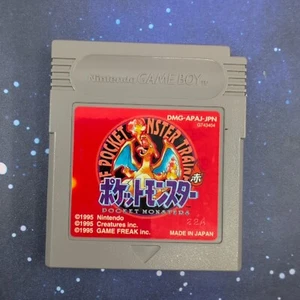 Nintendo GAME BOY
DMG-APAJ-JPN
POCKET MONSTER TRAINER
ポケットモンスター
赤
POCKET MONSTERS
22A
©1995 Nintendo
©1995 Creatures inc.
©1995 GAME FREAK inc.
MADE IN JAPAN